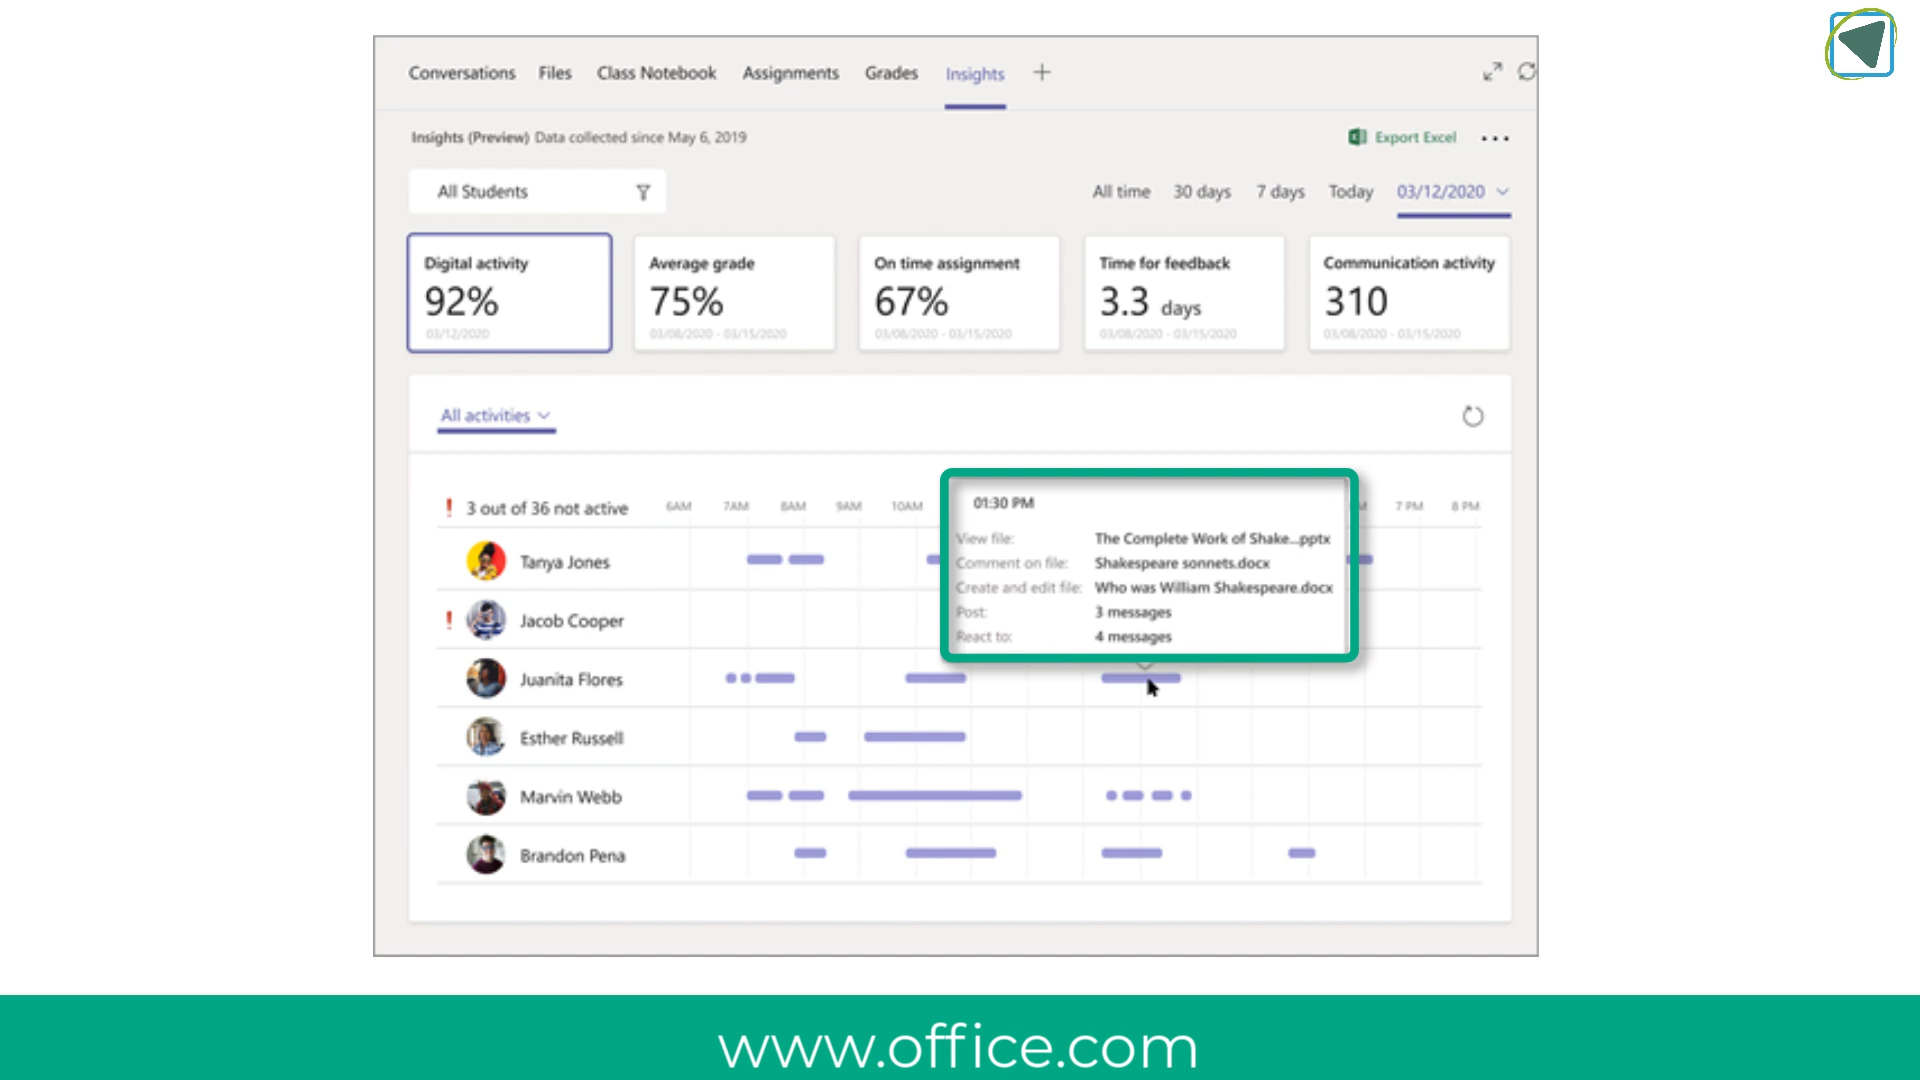 Conversations Files Class Notebook Assignments Grades Insights
Insights (Preview) Data collected since May 6, 2019 Export Excel
All Students All time 30 days 7 days Today 03/12/2020
Digital activity Average grade On time assignment Time for feedback Communication activity
92% 75% 67% 3.3 days 310
03/12/2020 03/08/2020 - 03/15/2020 03/08/2020 - 03/15/2020 03/08/2020 - 03/15/2020 03/08/2020 - 03/15/2020
All activities
! 3 out of 36 not active 6AM 7AM 8AM 9AM 10AM 7 PM 8 PM
01:30 PM
View file: The Complete Work of Shake...pptx
Comment on file: Shakespeare sonnets.docx
Create and edit file: Who was William Shakespeare.docx
Post: 3 messages
React to: 4 messages
Tanya Jones
! Jacob Cooper
Juanita Flores
Esther Russell
Marvin Webb
Brandon Pena
www.office.com